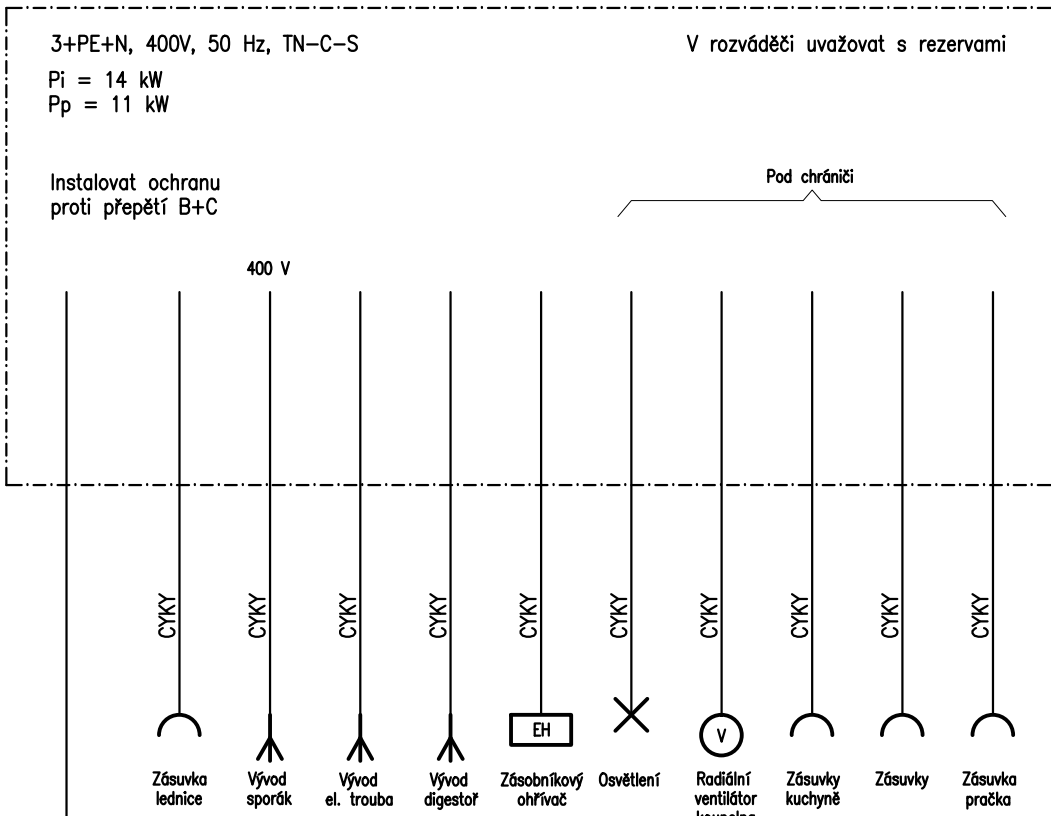 3+PE+N, 400V, 50 Hz, TN-C-S
V rozváděči uvažovat s rezervami
Pi = 14 kW
Pp = 11 kW
Instalovat ochranu
proti přepětí B+C
Pod chrániči
400 V
CYKY
CYKY
CYKY
CYKY
CYKY
CYKY
CYKY
CYKY
CYKY
CYKY
EH
V
Zásuvka
lednice
Vývod
sporák
Vývod
el. trouba
Vývod
digestoř
Zásobníkový
ohřívač
Osvětlení
Radiální
ventilátor
koupelna
Zásuvky
kuchyně
Zásuvky
Zásuvka
pračka